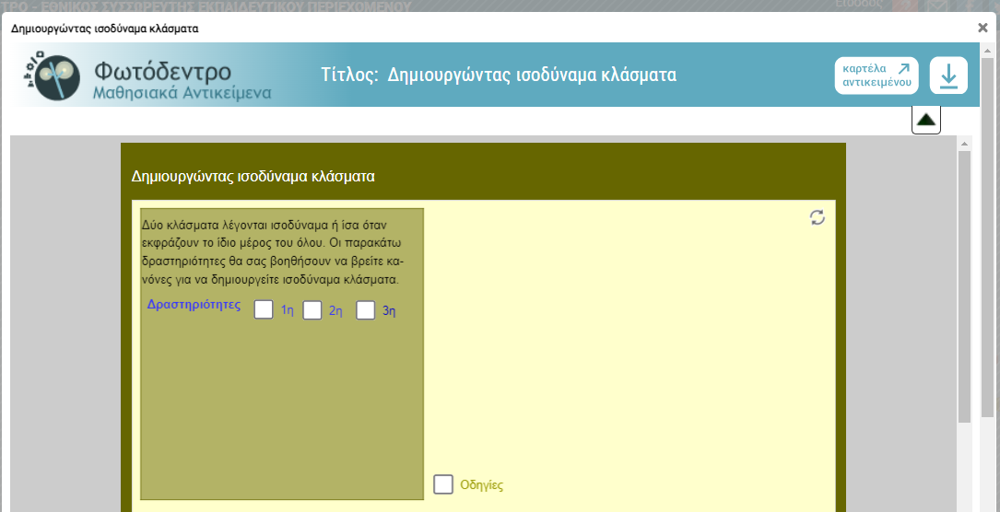 ΤΡΟ - ΕΘΝΙΚΟΣ ΣΥΣΣΩΡΕΥΤΗΣ ΕΚΠΑΙΔΕΥΤΙΚΟΥ ΠΕΡΙΕΧΟΜΕΝΟΥ
Είσοδος
Δημιουργώντας ισοδύναμα κλάσματα
Φωτόδεντρο
Μαθησιακά Αντικείμενα
Τίτλος: Δημιουργώντας ισοδύναμα κλάσματα
καρτέλα
αντικειμένου
Δημιουργώντας ισοδύναμα κλάσματα
Δύο κλάσματα λέγονται ισοδύναμα ή ίσα όταν
εκφράζουν το ίδιο μέρος του όλου. Οι παρακάτω
δραστηριότητες θα σας βοηθήσουν να βρείτε κα-
νόνες για να δημιουργείτε ισοδύναμα κλάσματα.
Δραστηριότητες 1η 2η 3η
Οδηγίες